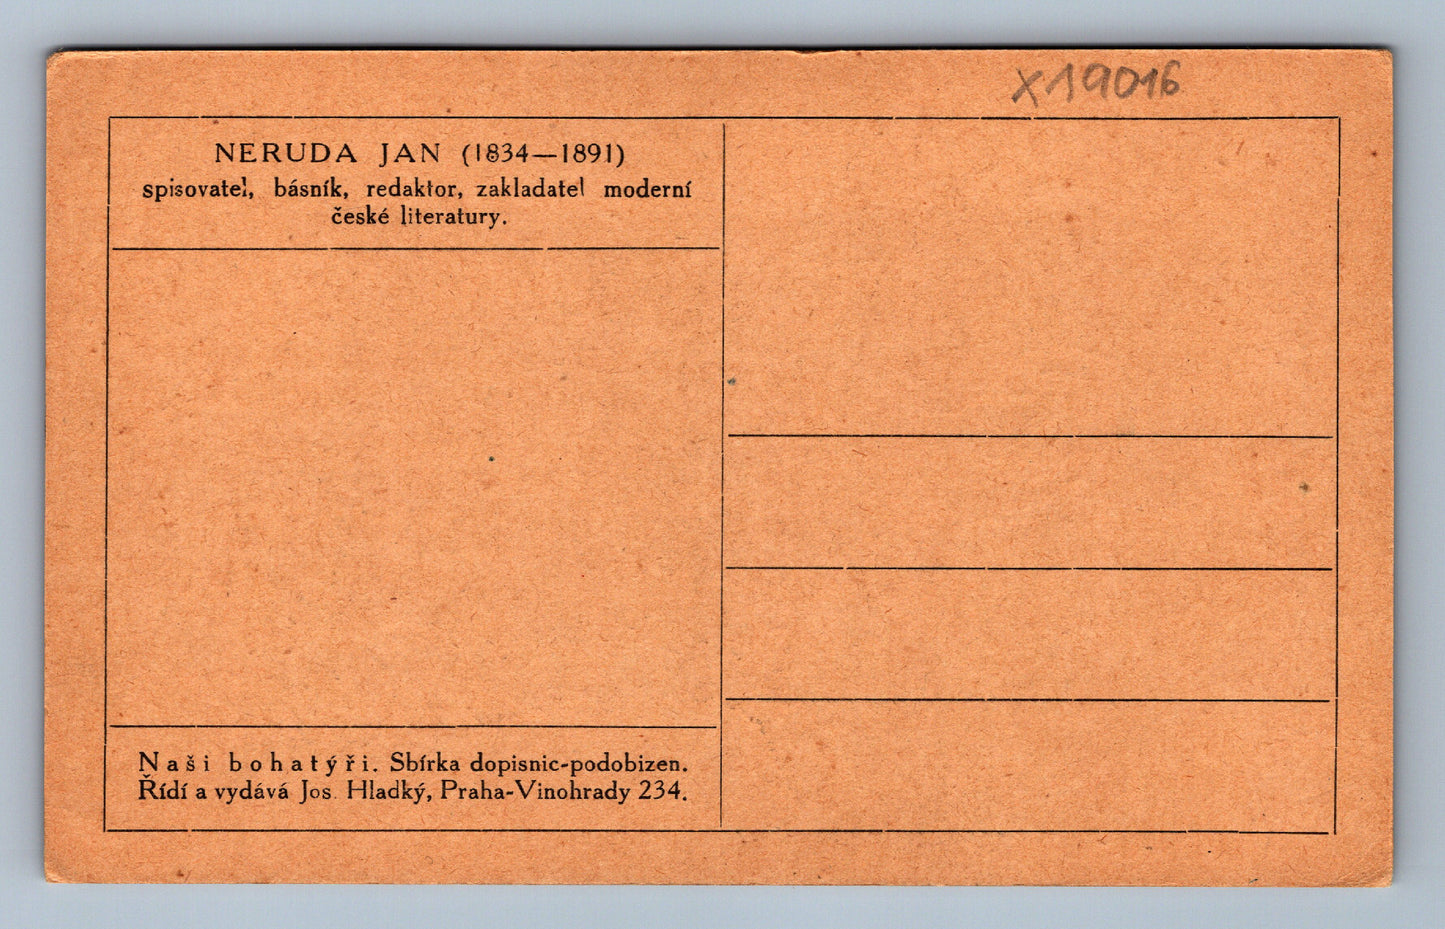 X19016
NERUDA JAN (1834—1891)
spisovatel, básník, redaktor, zakladatel moderní
české literatury.
Naši bohatýři. Sbírka dopisnic-podobizen.
Řídí a vydává Jos. Hladký, Praha-Vinohrady 234.